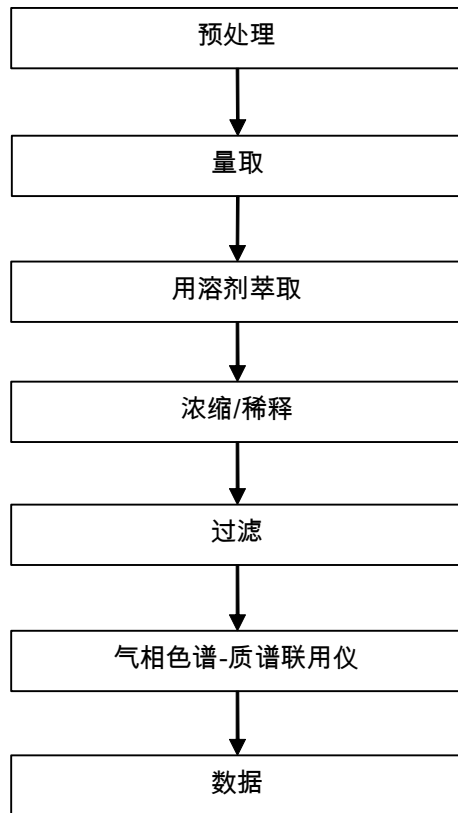 预处理
量取
用溶剂萃取
浓缩/稀释
过滤
气相色谱-质谱联用仪
数据